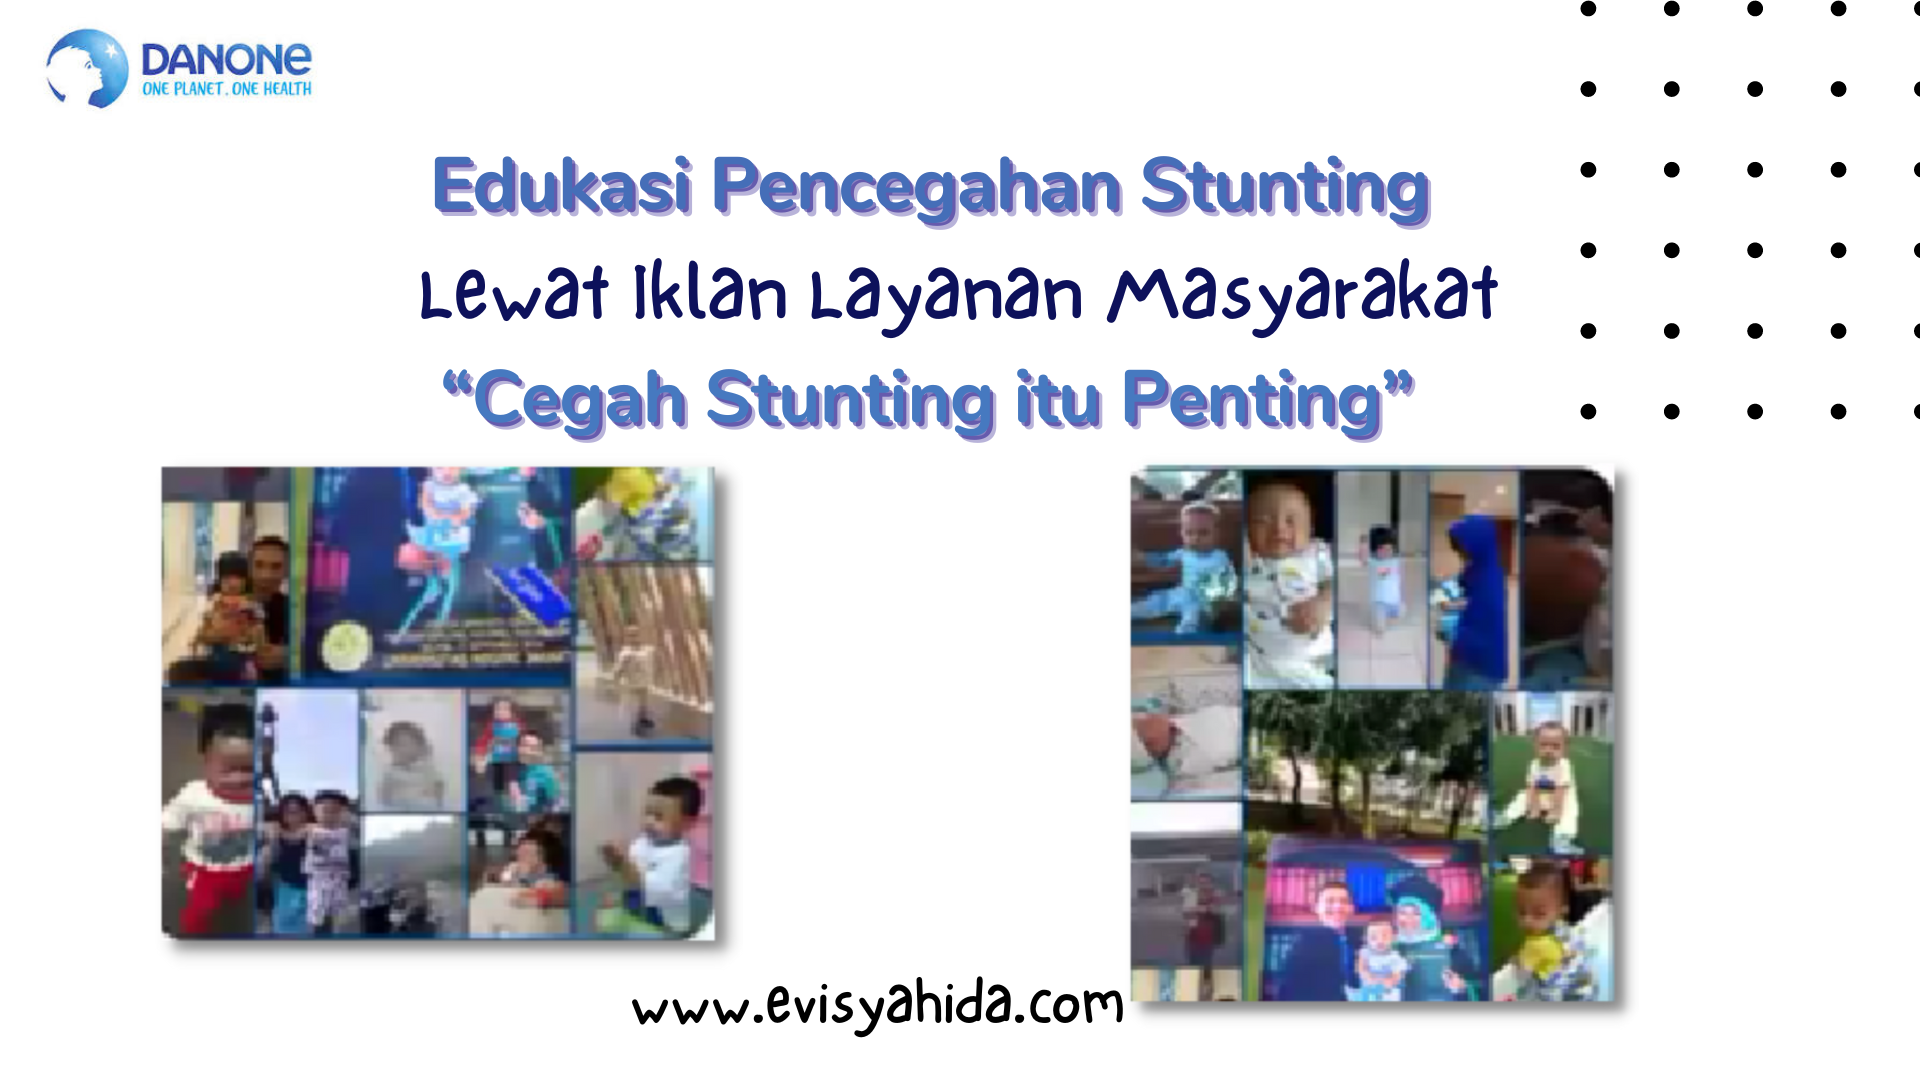 DANONE
ONE PLANET. ONE HEALTH
Edukasi Pencegahan Stunting
Lewat Iklan Layanan Masyarakat
“Cegah Stunting itu Penting”
www.evisyahida.com